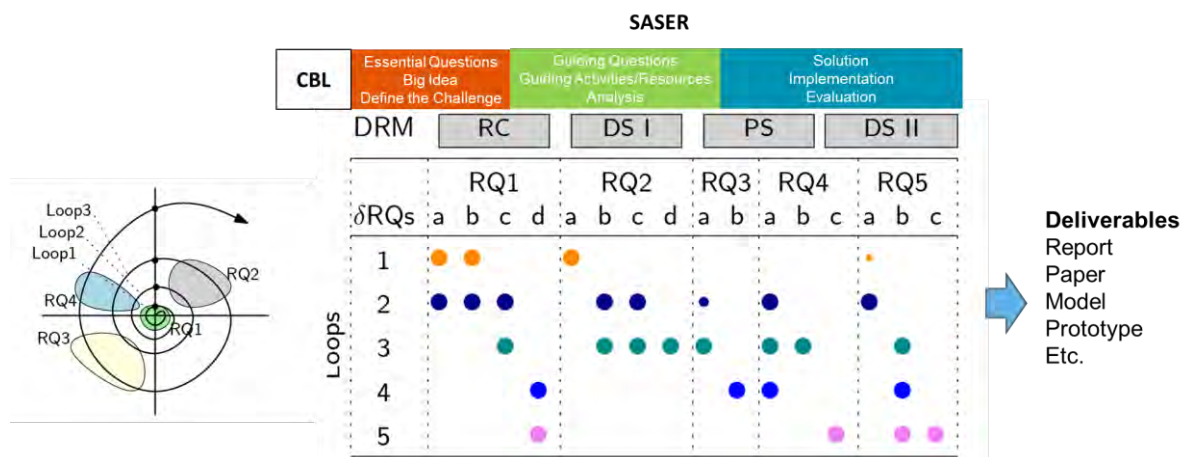 SASER
CBL
Essential Questions
Big Idea
Define the Challenge
Guiding Questions
Guiding Activities/Resources
Analysis
Solution
Implementation
Evaluation
DRM RC DS I PS DS II
RQ1 RQ2 RQ3 RQ4 RQ5
δRQs a b c d a b c d a b a b c a b c
Loops
1
2
3
4
5
Loop3
Loop2
Loop1
RQ2
RQ4
RQ1
RQ3
Deliverables
Report
Paper
Model
Prototype
Etc.